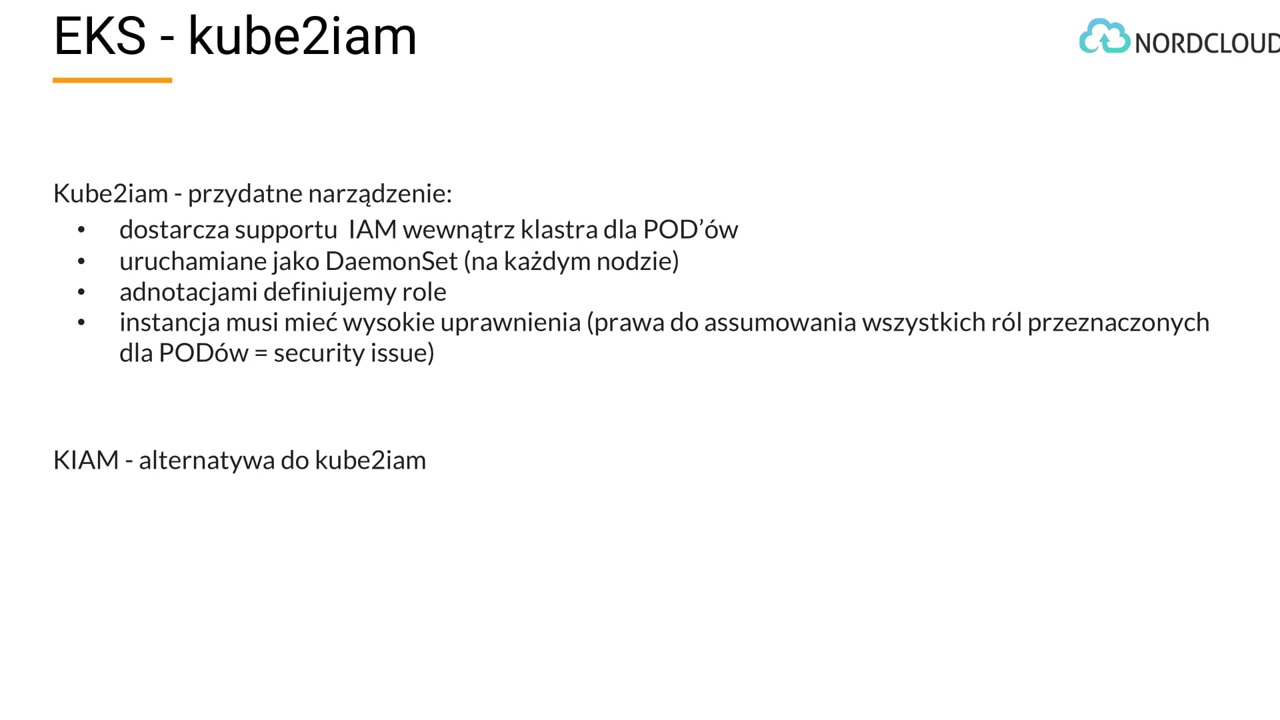 EKS - kube2iam
NORDCLOUD
Kube2iam - przydatne narządzenie:
• dostarcza supportu  IAM wewnątrz klastra dla POD’ów
• uruchamiane jako DaemonSet (na każdym nodzie)
• adnotacjami definiujemy role
• instancja musi mieć wysokie uprawnienia (prawa do assumowania wszystkich ról przeznaczonych
dla PODów = security issue)
KIAM - alternatywa do kube2iam